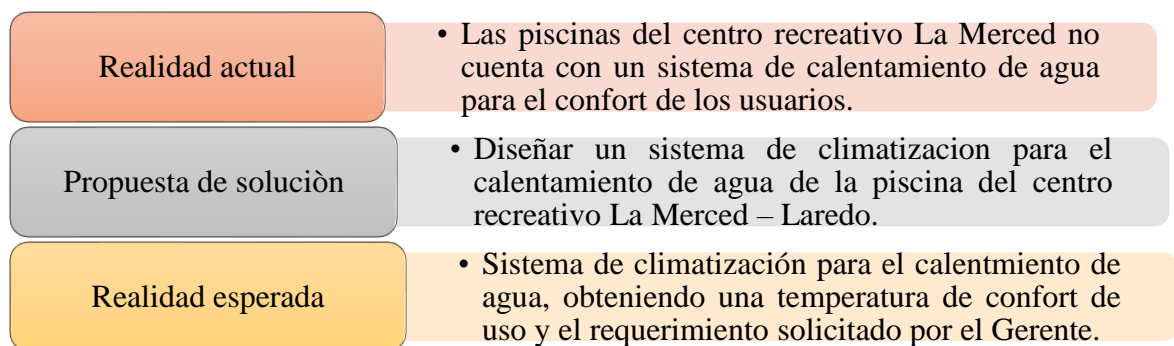 Realidad actual
• Las piscinas del centro recreativo La Merced no
cuenta con un sistema de calentamiento de agua
para el confort de los usuarios.
Propuesta de soluciòn
• Diseñar un sistema de climatizacion para el
calentamiento de agua de la piscina del centro
recreativo La Merced – Laredo.
Realidad esperada
• Sistema de climatización para el calentmiento de
agua, obteniendo una temperatura de confort de
uso y el requerimiento solicitado por el Gerente.